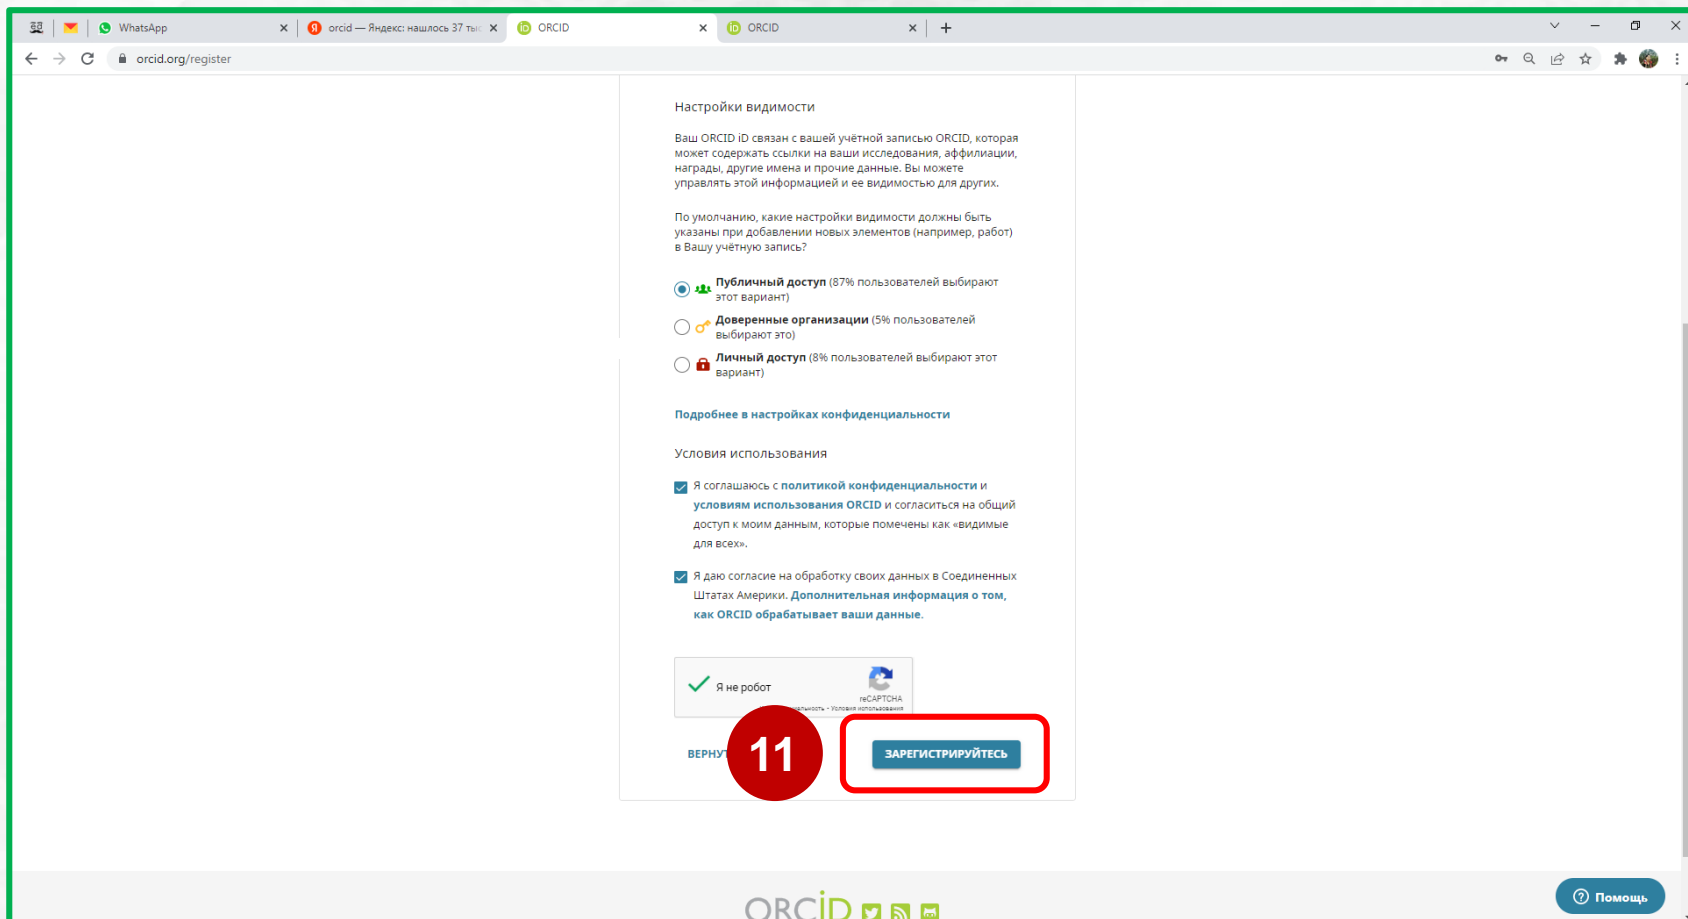 WhatsApp
orcid — Яндекс: нашлось 37 тыс
ORCID
ORCID
orcid.org/register
Настройки видимости
Ваш ORCID iD связан с вашей учётной записью ORCID, которая
может содержать ссылки на ваши исследования, аффилиации,
награды, другие имена и прочие данные. Вы можете
управлять этой информацией и ее видимостью для других.
По умолчанию, какие настройки видимости должны быть
указаны при добавлении новых элементов (например, работ)
в Вашу учётную запись?
Публичный доступ (87% пользователей выбирают
этот вариант)
Доверенные организации (5% пользователей
выбирают это)
Личный доступ (8% пользователей выбирают этот
вариант)
Подробнее в настройках конфиденциальности
Условия использования
Я соглашаюсь с политикой конфиденциальности и
условиям использования ORCID и согласиться на общий
доступ к моим данным, которые помечены как «видимые
для всех».
Я даю согласие на обработку своих данных в Соединенных
Штатах Америки. Дополнительная информация о том,
как ORCID обрабатывает ваши данные.
Я не робот
reCAPTCHA
- Условия использования
ВЕРНУТ
11
ЗАРЕГИСТРИРУЙТЕСЬ
Помощь
ORCID